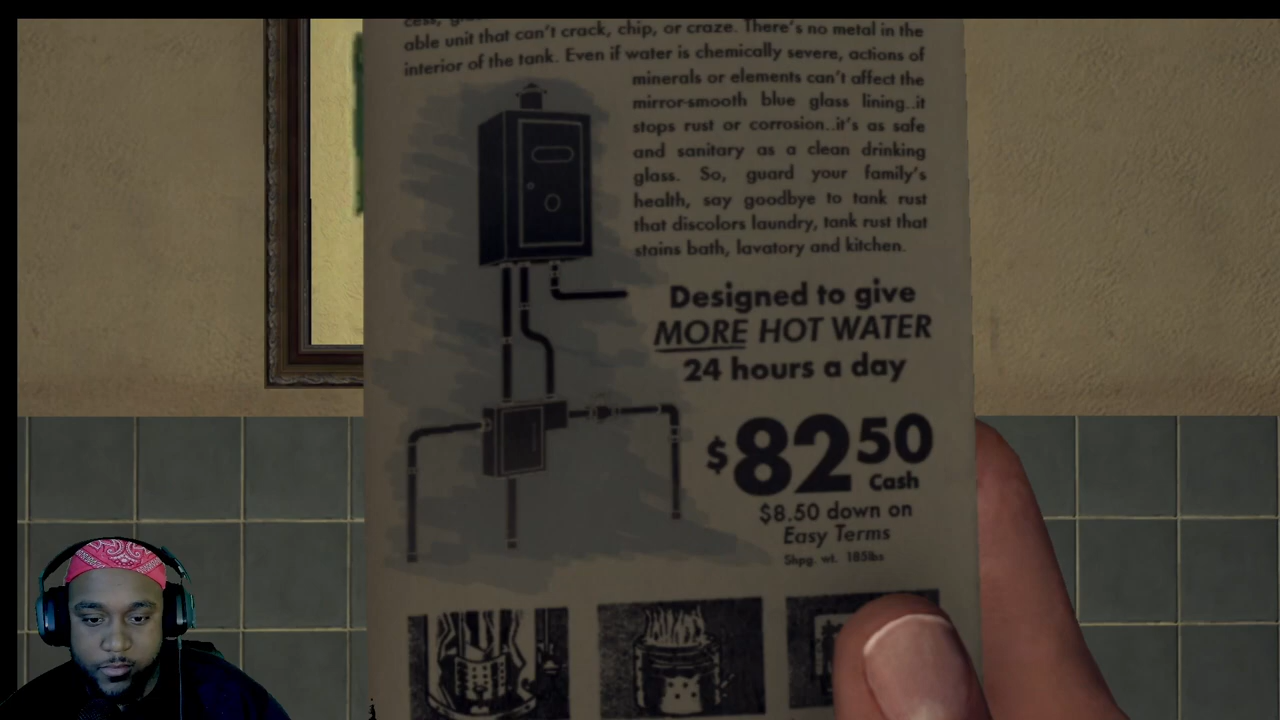 able unit that can't crack, chip, or craze. There's no metal in the
interior of the tank. Even if water is chemically severe, actions of
minerals or elements can't affect the
mirror-smooth blue glass lining..it
stops rust or corrosion..it's as safe
and sanitary as a clean drinking
glass. So, guard your family's
health, say goodbye to tank rust
that discolors laundry, tank rust that
stains bath, lavatory and kitchen.
Designed to give
MORE HOT WATER
24 hours a day
$82 50
Cash
$8.50 down on
Easy Terms
Shpg. wt. 185lbs